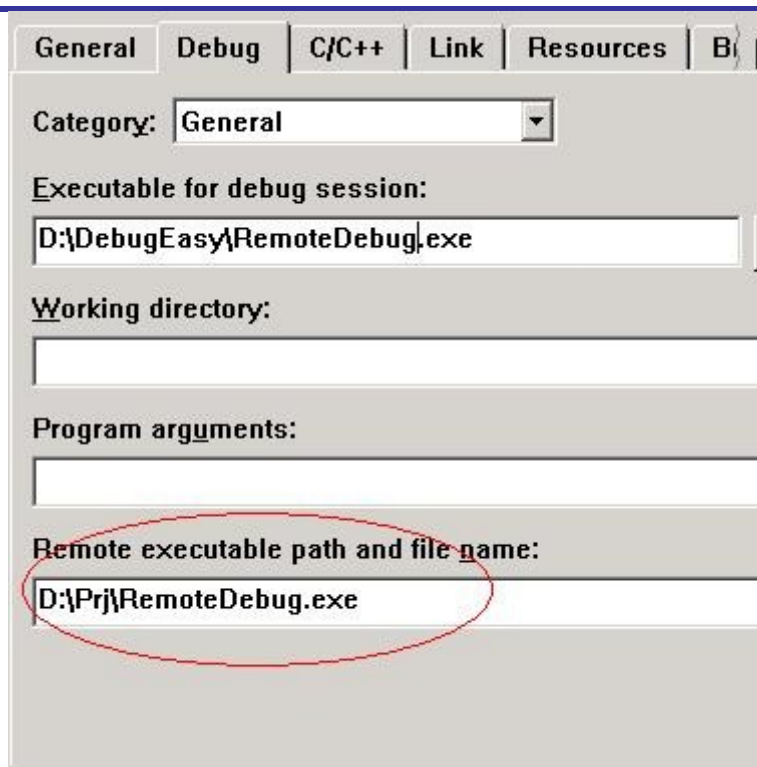 General Debug C/C++ Link Resources
Category: General
Executable for debug session:
D:\DebugEasy\RemoteDebug.exe
Working directory:
Program arguments:
Remote executable path and file name:
D:\Prj\RemoteDebug.exe